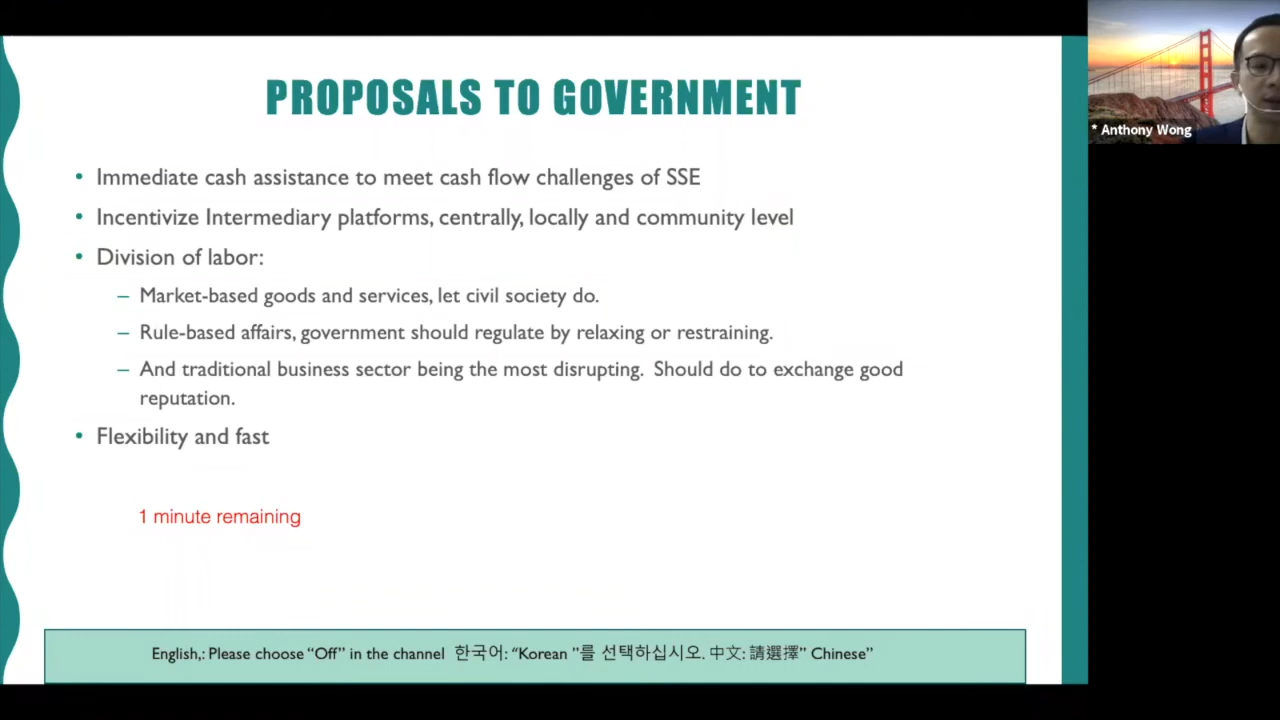 PROPOSALS TO GOVERNMENT
* Anthony Wong
• Immediate cash assistance to meet cash flow challenges of SSE
• Incentivize Intermediary platforms, centrally, locally and community level
• Division of labor:
– Market-based goods and services, let civil society do.
– Rule-based affairs, government should regulate by relaxing or restraining.
– And traditional business sector being the most disrupting. Should do to exchange good
reputation.
• Flexibility and fast
1 minute remaining
English,: Please choose “Off” in the channel 한국어: “Korean ”를 선택하십시오. 中文: 請選擇” Chinese”